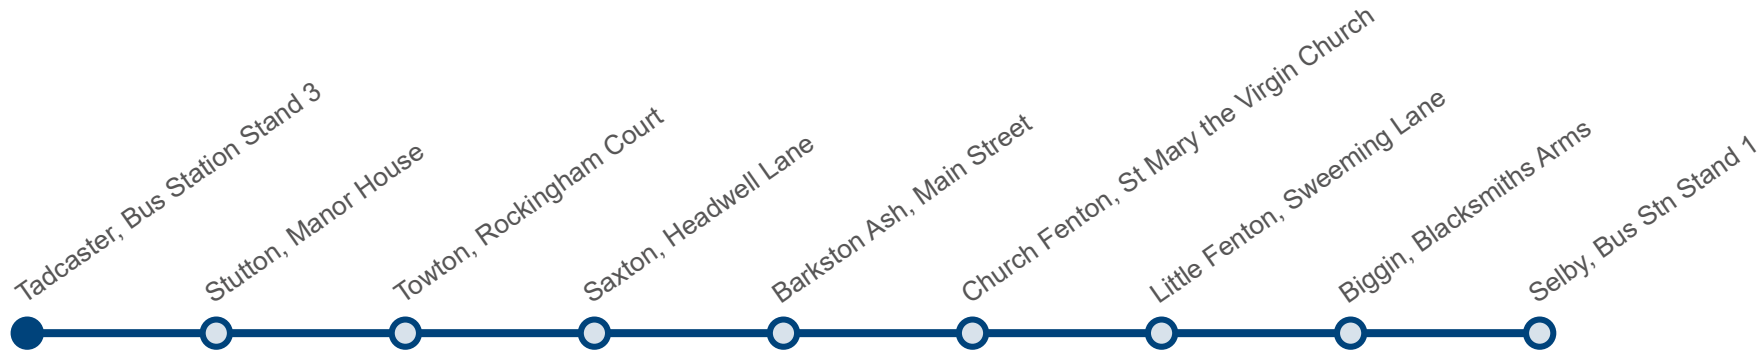 Tadcaster, Bus Station Stand 3
Stutton, Manor House
Towton, Rockingham Court
Saxton, Headwell Lane
Barkston Ash, Main Street
Church Fenton, St Mary the Virgin Church
Little Fenton, Sweeming Lane
Biggin, Blacksmiths Arms
Selby, Bus Stn Stand 1